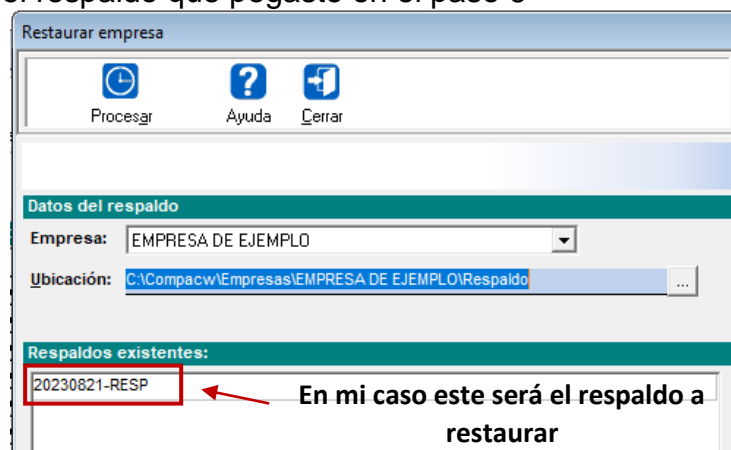 el respaldo que pegaste en el paso
Restaurar empresa
Procesar Ayuda Cerrar
Datos del respaldo
Empresa: EMPRESA DE EJEMPLO
Ubicación: C:\Compacw\Empresas\EMPRESA DE EJEMPLO\Respaldo ...
Respaldos existentes:
20230821-RESP
En mi caso este será el respaldo a
restaurar